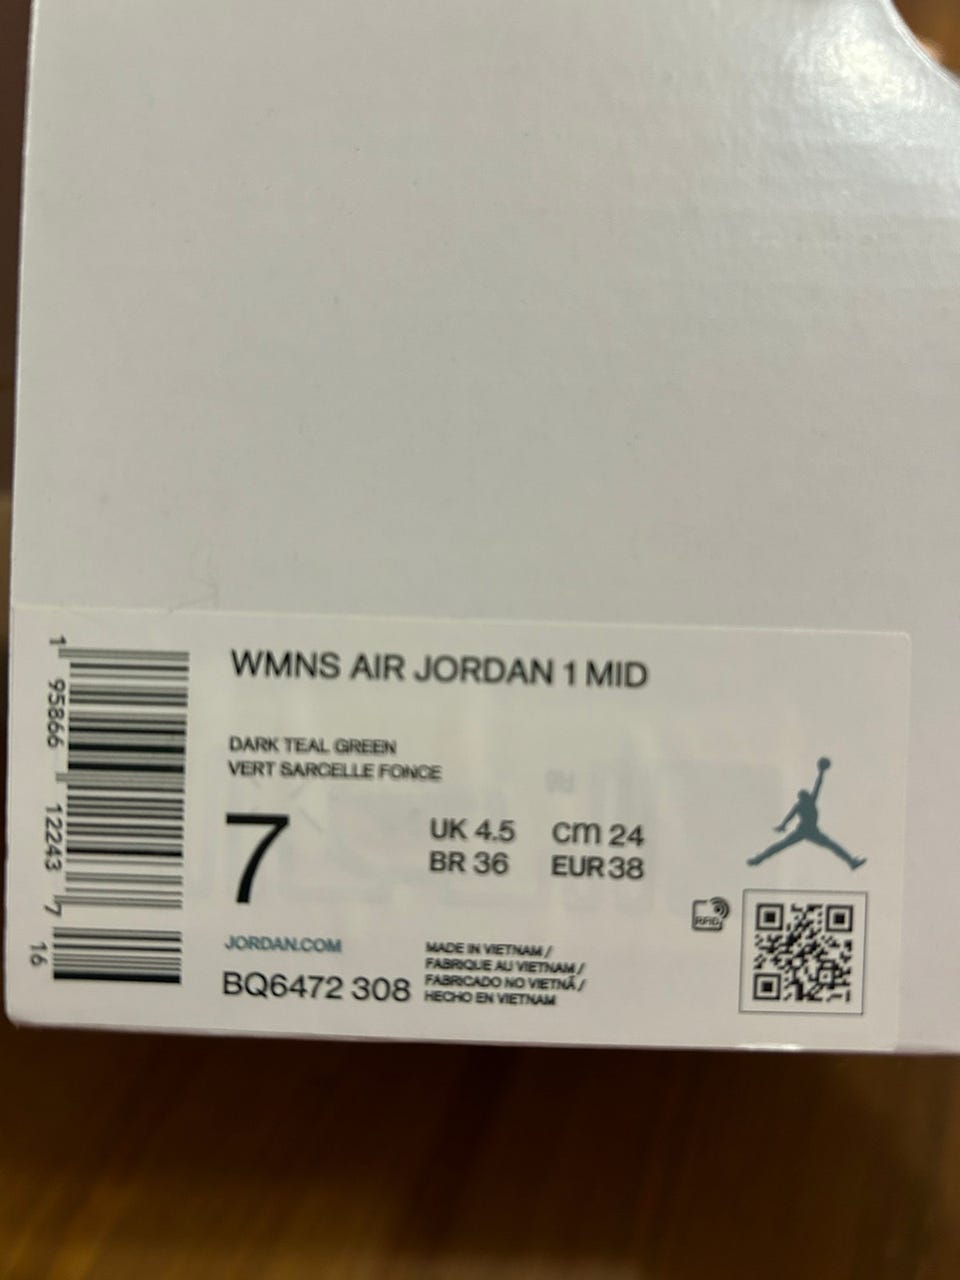 WMNS AIR JORDAN 1 MID
DARK TEAL GREEN
VERT SARCELLE FONCE
7
UK 4.5 cm 24
BR 36 EUR 38
JORDAN.COM
BQ6472 308
MADE IN VIETNAM /
FABRIQUE AU VIETNAM /
FABRICADO NO VIETNÃ /
HECHO EN VIETNAM
RFID
1 95866 12243 7
16